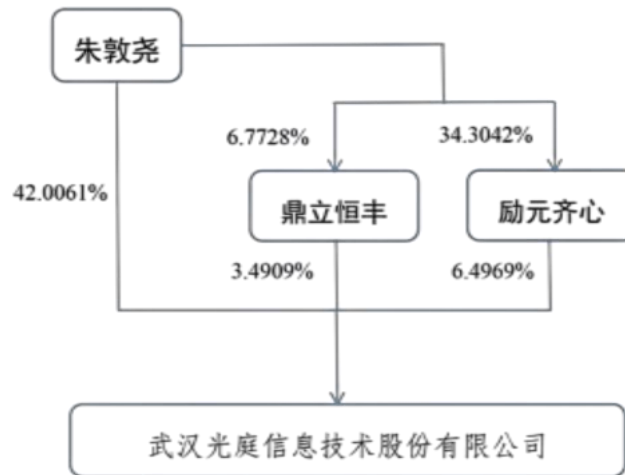 朱敦尧
6.7728%
34.3042%
42.0061%
鼎立恒丰
励元齐心
3.4909%
6.4969%
武汉光庭信息技术股份有限公司